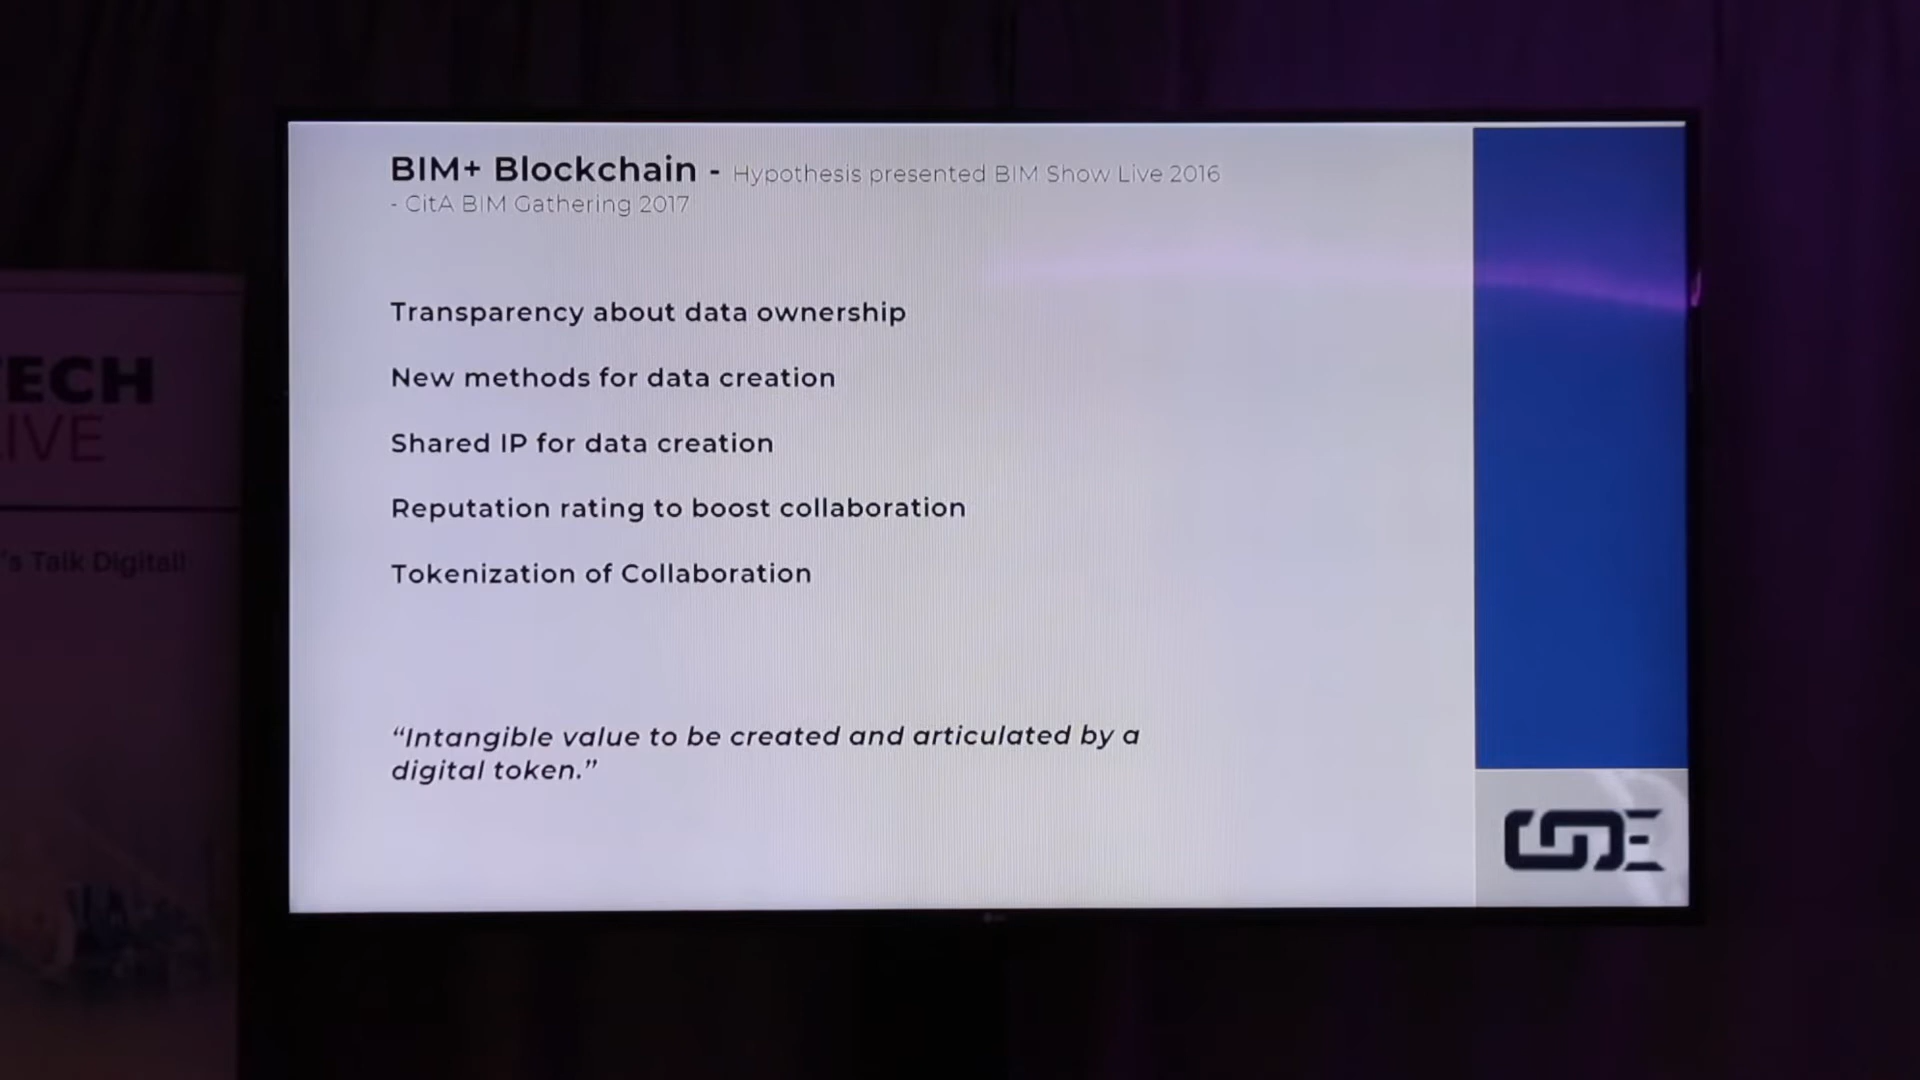 BIM+ Blockchain - Hypothesis presented BIM Show Live 2016
- CitA BIM Gathering 2017
Transparency about data ownership
New methods for data creation
Shared IP for data creation
Reputation rating to boost collaboration
Tokenization of Collaboration
“Intangible value to be created and articulated by a
digital token.”
CODE
TECH
IVE
's Talk Digital!